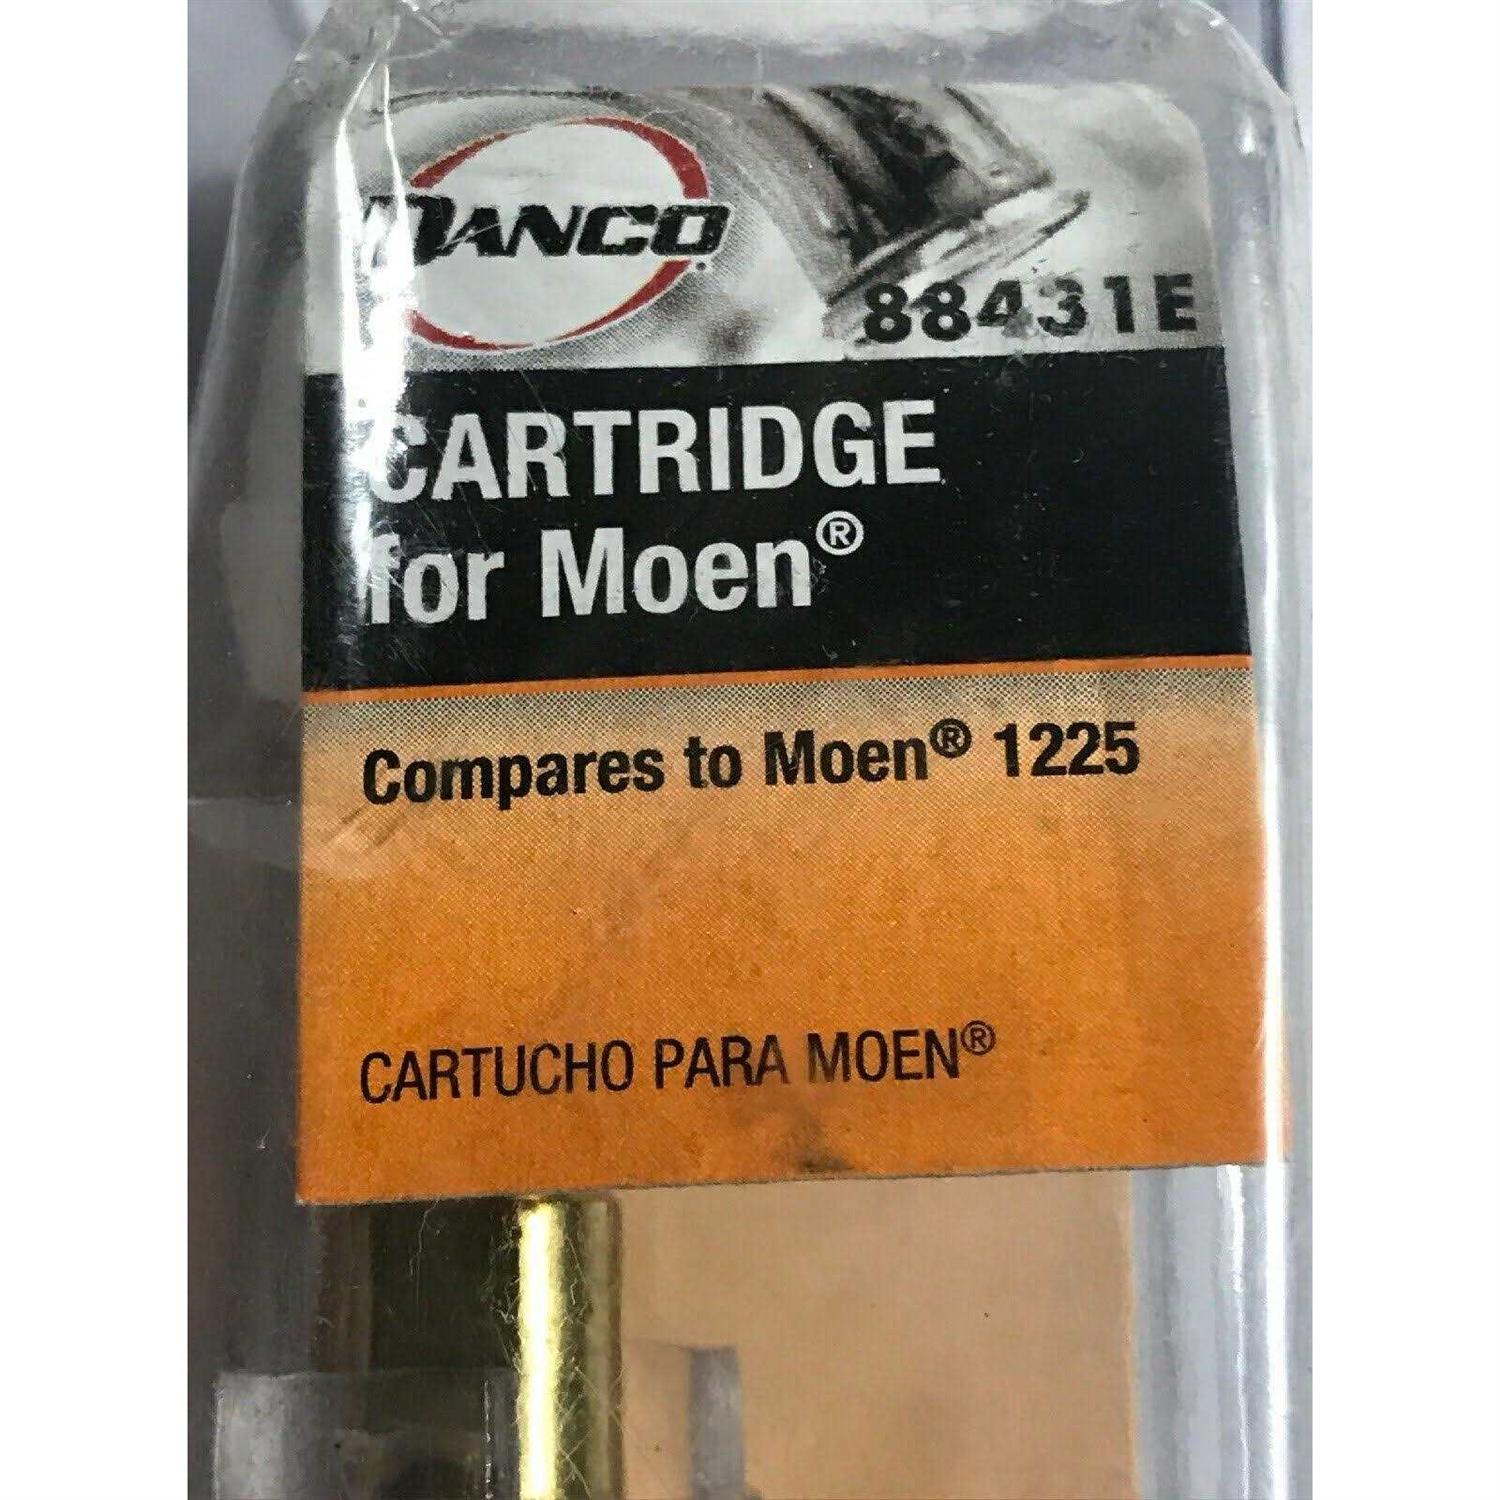 DANCO
88431E
CARTRIDGE
for Moen®
Compares to Moen® 1225
CARTUCHO PARA MOEN®